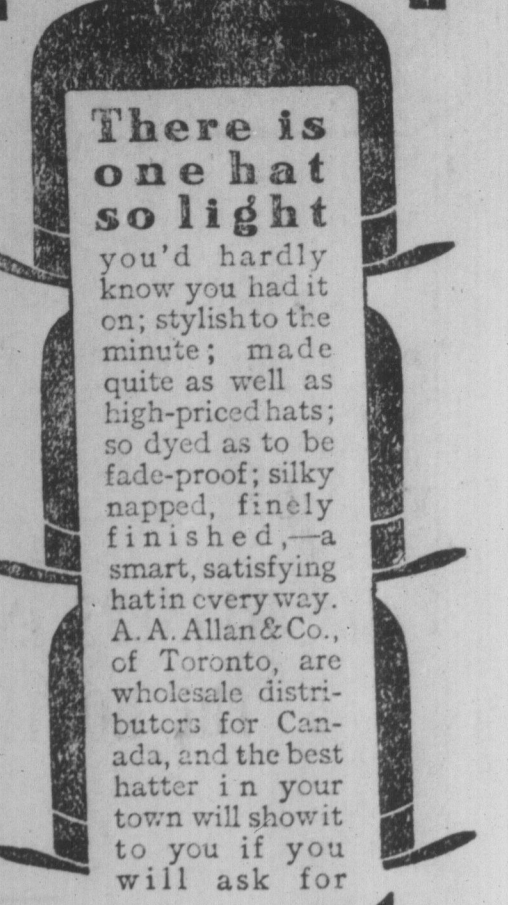 There is
one hat
so light
you'd hardly
know you had it
on; stylish to the
minute; made
quite as well as
high-priced hats;
so dyed as to be
fade-proof; silky
napped, finely
finished,—a
smart, satisfying
hat in every way.
A. A. Allan & Co.,
of Toronto, are
wholesale distri-
butors for Can-
ada, and the best
hatter in your
town will show it
to you if you
will ask for